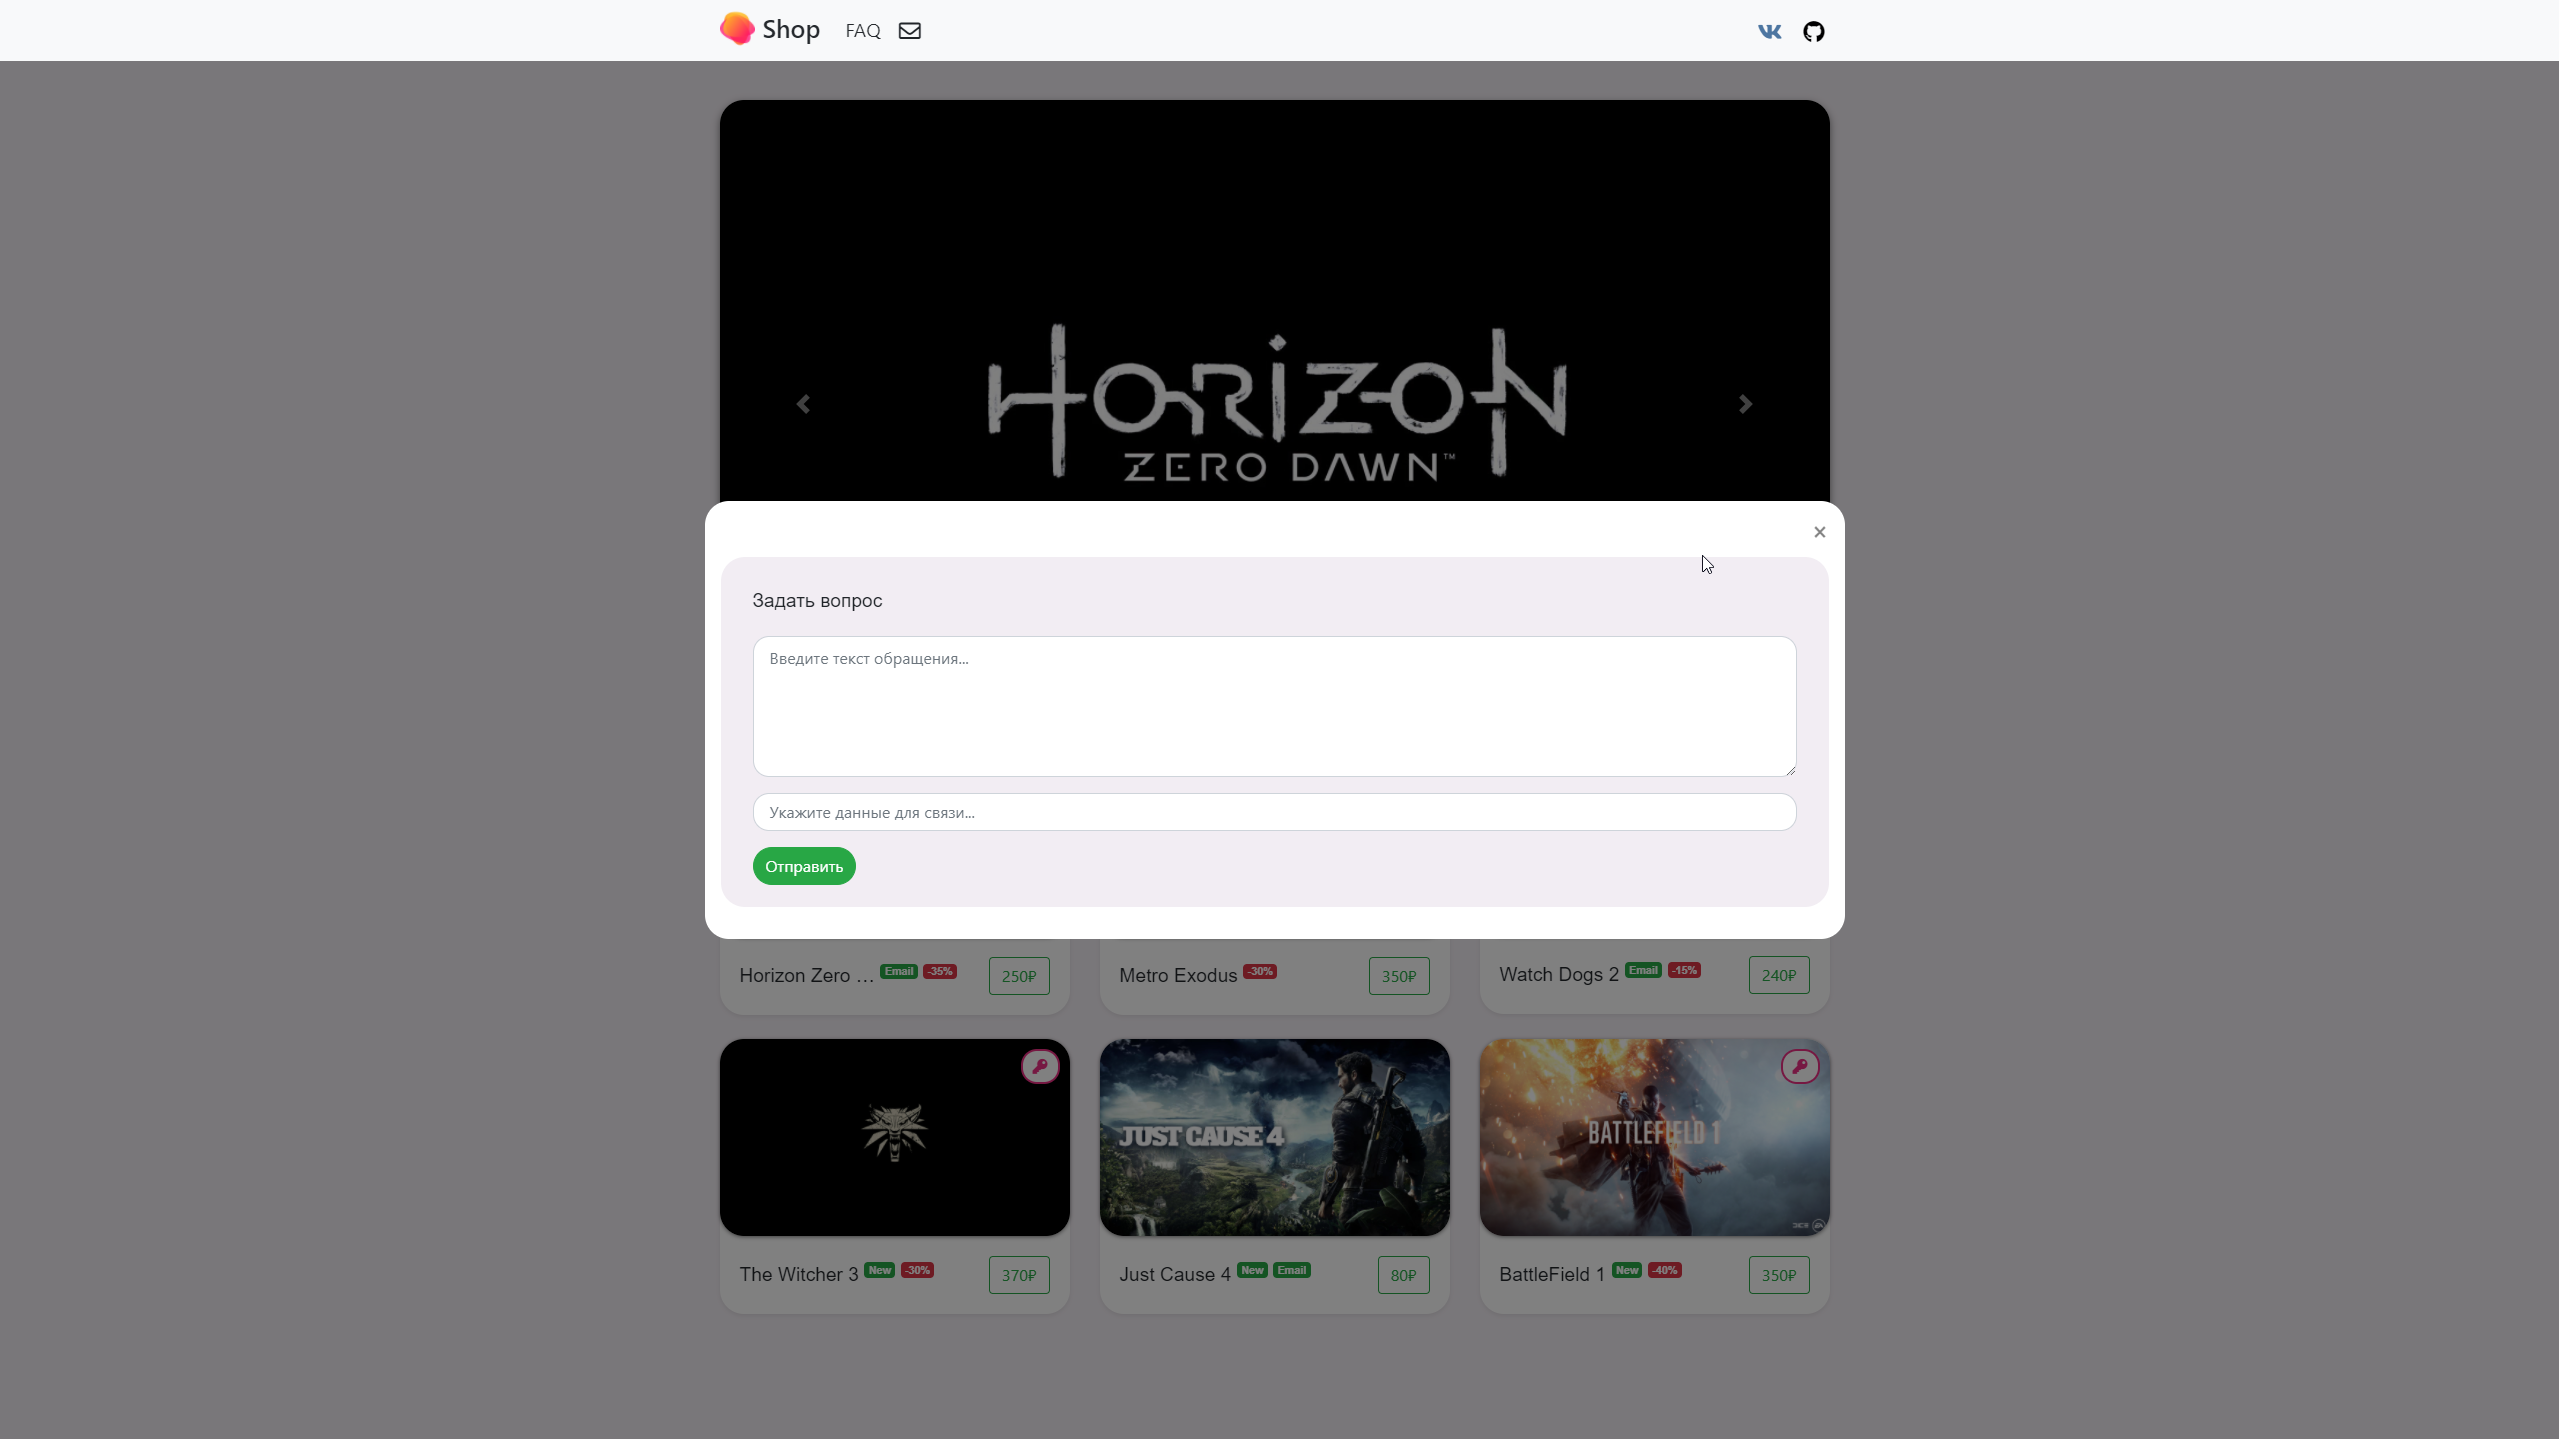 Shop FAQ
HORIZON
ZERO DAWN™
×
Задать вопрос
Введите текст обращения...
Укажите данные для связи...
Отправить
Horizon Zero ... Email -35% 250₽
Metro Exodus -30% 350₽
Watch Dogs 2 Email -15% 240₽
JUST CAUSE 4
BATTLEFIELD 1
The Witcher 3 New -30% 370₽
Just Cause 4 New Email 80₽
BattleField 1 New -40% 350₽